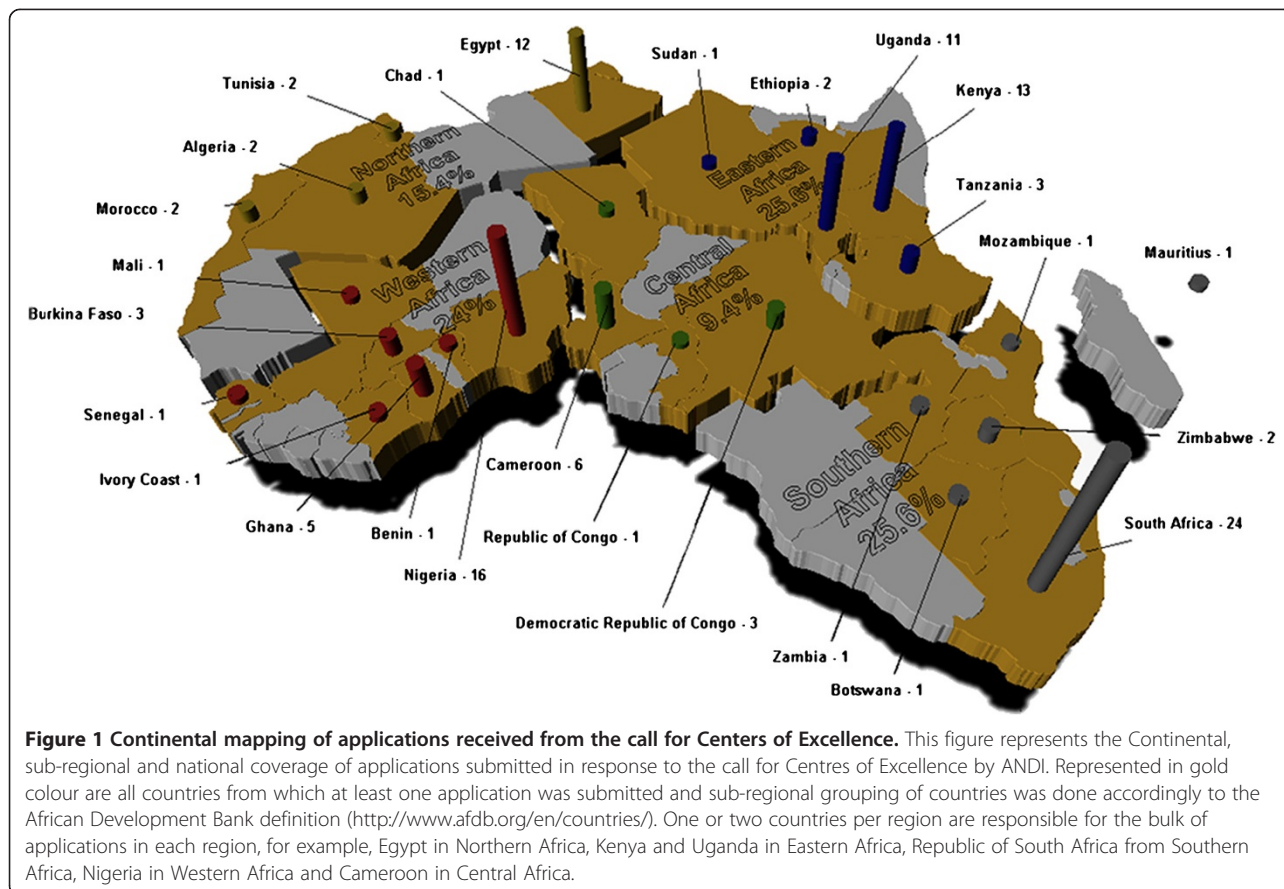 Egypt - 12
Uganda - 11
Sudan - 1
Chad - 1
Ethiopia - 2
Tunisia - 2
Kenya - 13
Algeria - 2
Northern
Africa
15.4%
Eastern
Africa
25.6%
Tanzania - 3
Morocco - 2
Mozambique - 1
Mauritius - 1
Mali - 1
Western
Africa
24%
Central
Africa
9.4%
Burkina Faso - 3
Senegal - 1
Zimbabwe - 2
Ivory Coast - 1
Cameroon - 6
Southern
Africa
25.6%
Ghana - 5
Benin - 1
Republic of Congo - 1
South Africa - 24
Nigeria - 16
Democratic Republic of Congo - 3
Zambia - 1
Botswana - 1
Figure 1 Continental mapping of applications received from the call for Centers of Excellence. This figure represents the Continental,
sub-regional and national coverage of applications submitted in response to the call for Centres of Excellence by ANDI. Represented in gold
colour are all countries from which at least one application was submitted and sub-regional grouping of countries was done accordingly to the
African Development Bank definition (http://www.afdb.org/en/countries/). One or two countries per region are responsible for the bulk of
applications in each region, for example, Egypt in Northern Africa, Kenya and Uganda in Eastern Africa, Republic of South Africa from Southern
Africa, Nigeria in Western Africa and Cameroon in Central Africa.